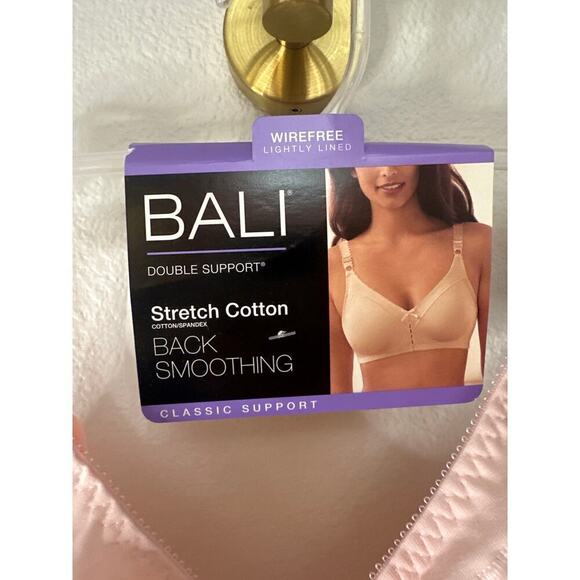 WIREFREE
LIGHTLY LINED
BALI®
DOUBLE SUPPORT®
Stretch Cotton
COTTON/SPANDEX
BACK
SMOOTHING
CLASSIC SUPPORT